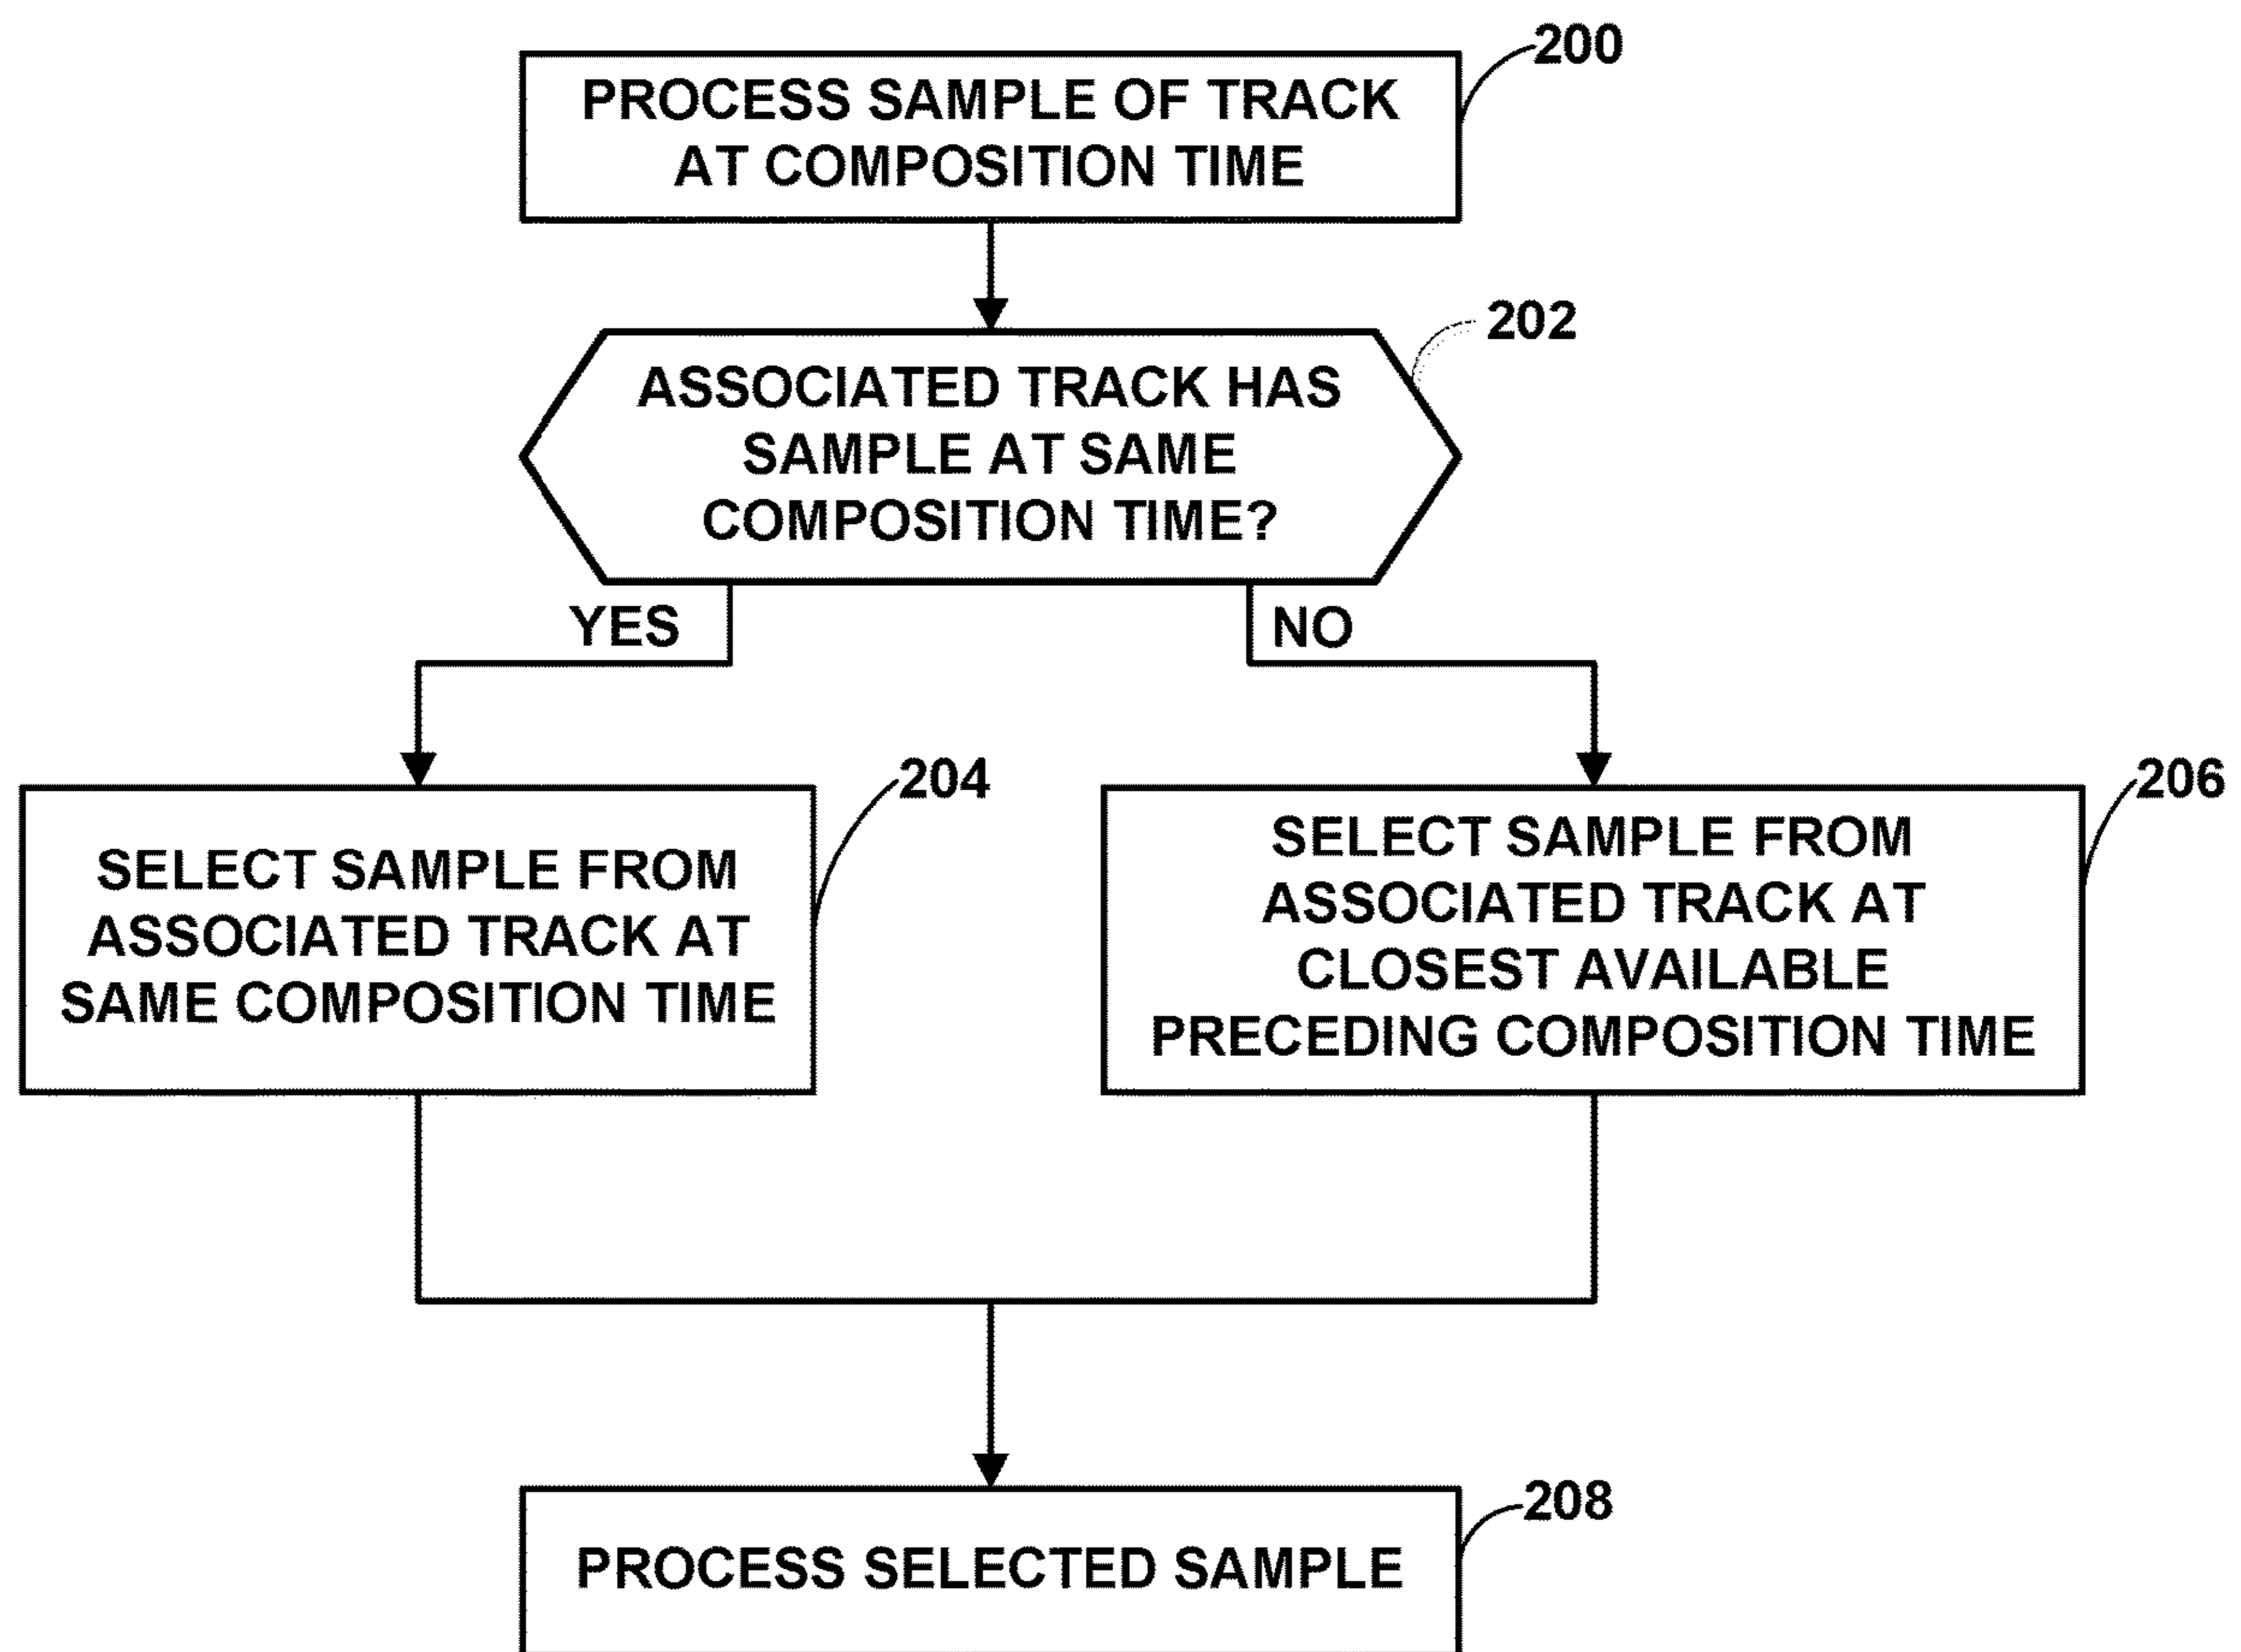 200
PROCESS SAMPLE OF TRACK
AT COMPOSITION TIME
202
ASSOCIATED TRACK HAS
SAMPLE AT SAME
COMPOSITION TIME?
YES
NO
204
SELECT SAMPLE FROM
ASSOCIATED TRACK AT
SAME COMPOSITION TIME
206
SELECT SAMPLE FROM
ASSOCIATED TRACK AT
CLOSEST AVAILABLE
PRECEDING COMPOSITION TIME
208
PROCESS SELECTED SAMPLE